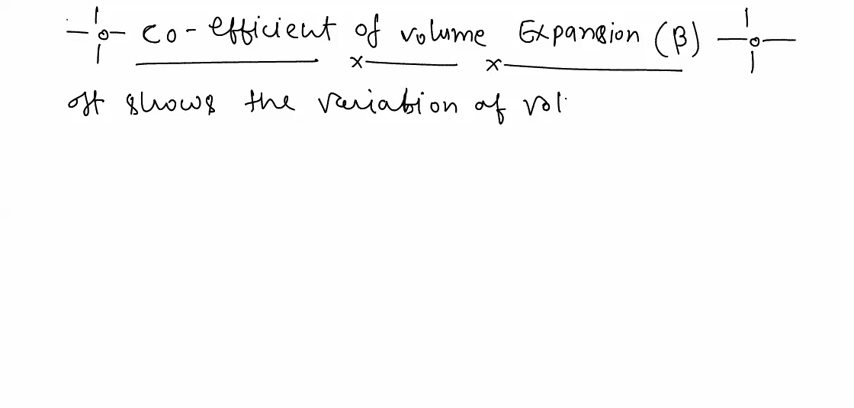 Co-efficient of volume Expansion (β)
It shows the variation of vol